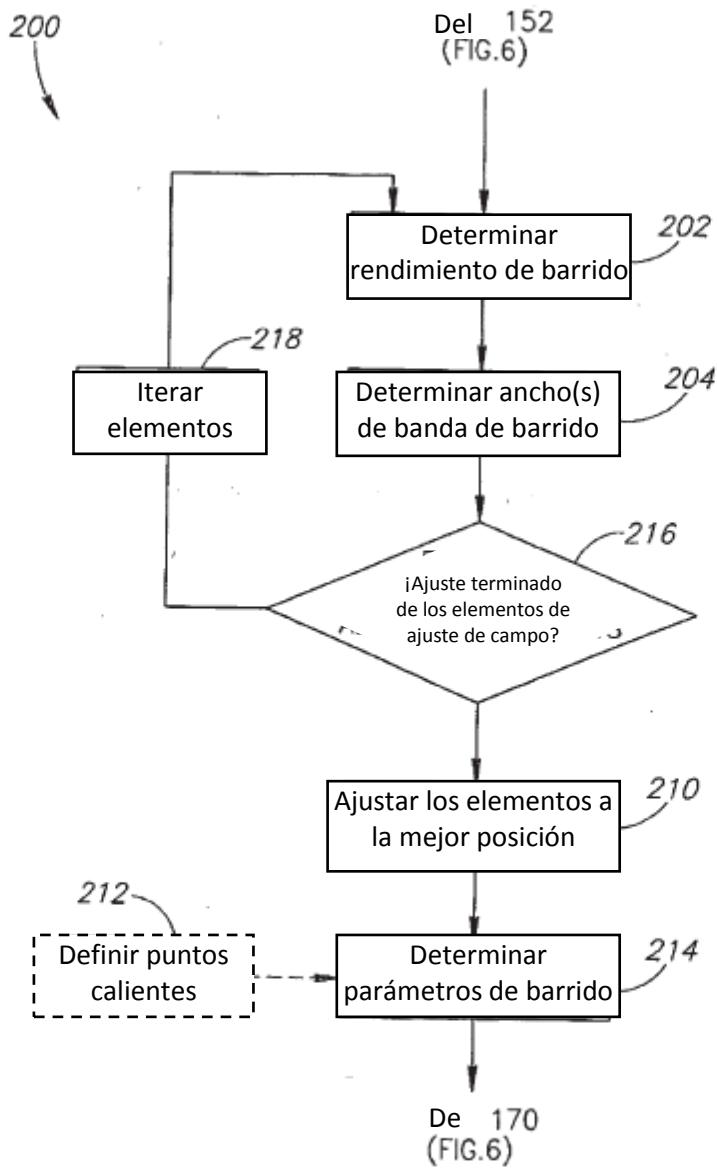 200
Del 152
(FIG.6)
Determinar
rendimiento de barrido
202
218
Iterar
elementos
Determinar ancho(s)
de banda de barrido
204
216
¡Ajuste terminado
de los elementos de
ajuste de campo?
Ajustar los elementos a
la mejor posición
210
212
Definir puntos
calientes
Determinar
parámetros de barrido
214
De 170
(FIG.6)